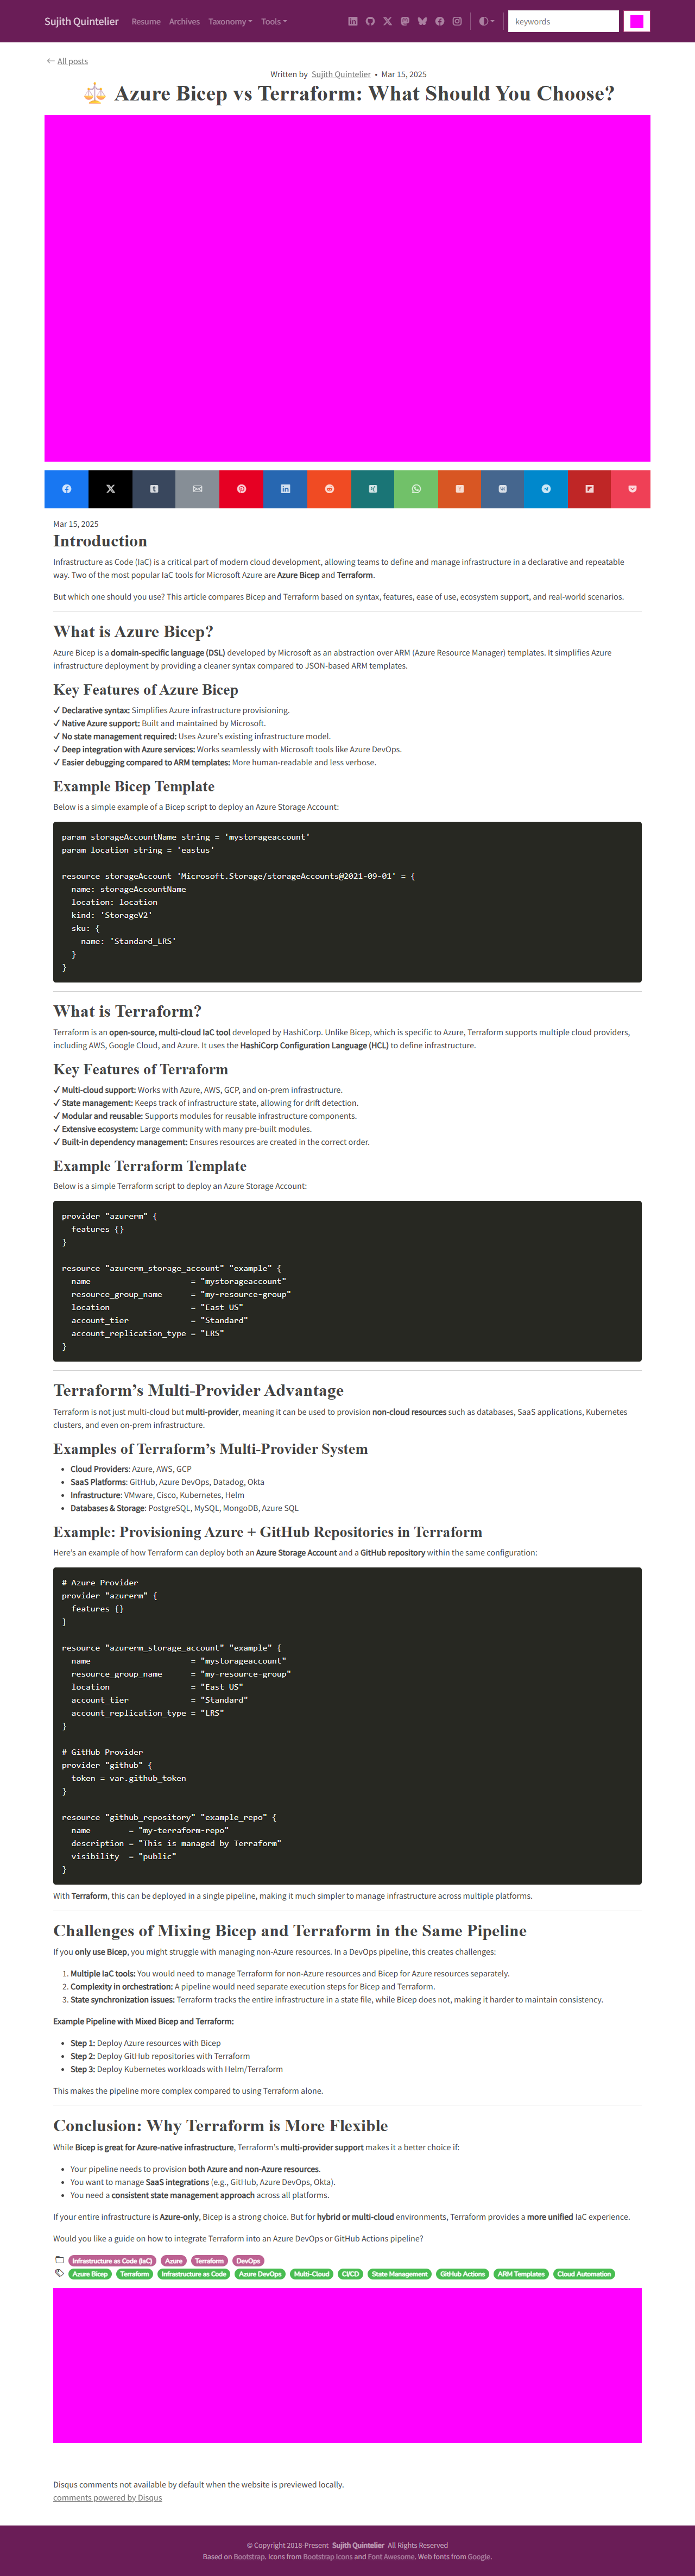 Sujith Quintelier Resume Archives Taxonomy Tools keywords
All posts
Written by Sujith Quintelier • Mar 15, 2025
⚖️ Azure Bicep vs Terraform: What Should You Choose?
Mar 15, 2025
Introduction
Infrastructure as Code (IaC) is a critical part of modern cloud development, allowing teams to define and manage infrastructure in a declarative and repeatable
way. Two of the most popular IaC tools for Microsoft Azure are Azure Bicep and Terraform.
But which one should you use? This article compares Bicep and Terraform based on syntax, features, ease of use, ecosystem support, and real-world scenarios.
What is Azure Bicep?
Azure Bicep is a domain-specific language (DSL) developed by Microsoft as an abstraction over ARM (Azure Resource Manager) templates. It simplifies Azure
infrastructure deployment by providing a cleaner syntax compared to JSON-based ARM templates.
Key Features of Azure Bicep
✓ Declarative syntax: Simplifies Azure infrastructure provisioning.
✓ Native Azure support: Built and maintained by Microsoft.
✓ No state management required: Uses Azure's existing infrastructure model.
✓ Deep integration with Azure services: Works seamlessly with Microsoft tools like Azure DevOps.
✓ Easier debugging compared to ARM templates: More human-readable and less verbose.
Example Bicep Template
Below is a simple example of a Bicep script to deploy an Azure Storage Account:
param storageAccountName string = 'mystorageaccount'
param location string = 'eastus'
resource storageAccount 'Microsoft.Storage/storageAccounts@2021-09-01' = {
  name: storageAccountName
  location: location
  kind: 'StorageV2'
  sku: {
    name: 'Standard_LRS'
  }
}
What is Terraform?
Terraform is an open-source, multi-cloud IaC tool developed by HashiCorp. Unlike Bicep, which is specific to Azure, Terraform supports multiple cloud providers,
including AWS, Google Cloud, and Azure. It uses the HashiCorp Configuration Language (HCL) to define infrastructure.
Key Features of Terraform
✓ Multi-cloud support: Works with Azure, AWS, GCP, and on-prem infrastructure.
✓ State management: Keeps track of infrastructure state, allowing for drift detection.
✓ Modular and reusable: Supports modules for reusable infrastructure components.
✓ Extensive ecosystem: Large community with many pre-built modules.
✓ Built-in dependency management: Ensures resources are created in the correct order.
Example Terraform Template
Below is a simple Terraform script to deploy an Azure Storage Account:
provider "azurerm" {
  features {}
}
resource "azurerm_storage_account" "example" {
  name                     = "mystorageaccount"
  resource_group_name      = "my-resource-group"
  location                 = "East US"
  account_tier             = "Standard"
  account_replication_type = "LRS"
}
Terraform's Multi-Provider Advantage
Terraform is not just multi-cloud but multi-provider, meaning it can be used to provision non-cloud resources such as databases, SaaS applications, Kubernetes
clusters, and even on-prem infrastructure.
Examples of Terraform's Multi-Provider System
• Cloud Providers: Azure, AWS, GCP
• SaaS Platforms: GitHub, Azure DevOps, Datadog, Okta
• Infrastructure: VMware, Cisco, Kubernetes, Helm
• Databases & Storage: PostgreSQL, MySQL, MongoDB, Azure SQL
Example: Provisioning Azure + GitHub Repositories in Terraform
Here's an example of how Terraform can deploy both an Azure Storage Account and a GitHub repository within the same configuration:
# Azure Provider
provider "azurerm" {
  features {}
}
resource "azurerm_storage_account" "example" {
  name                     = "mystorageaccount"
  resource_group_name      = "my-resource-group"
  location                 = "East US"
  account_tier             = "Standard"
  account_replication_type = "LRS"
}
# GitHub Provider
provider "github" {
  token = var.github_token
}
resource "github_repository" "example_repo" {
  name        = "my-terraform-repo"
  description = "This is managed by Terraform"
  visibility  = "public"
}
With Terraform, this can be deployed in a single pipeline, making it much simpler to manage infrastructure across multiple platforms.
Challenges of Mixing Bicep and Terraform in the Same Pipeline
If you only use Bicep, you might struggle with managing non-Azure resources. In a DevOps pipeline, this creates challenges:
1. Multiple IaC tools: You would need to manage Terraform for non-Azure resources and Bicep for Azure resources separately.
2. Complexity in orchestration: A pipeline would need separate execution steps for Bicep and Terraform.
3. State synchronization issues: Terraform tracks the entire infrastructure in a state file, while Bicep does not, making it harder to maintain consistency.
Example Pipeline with Mixed Bicep and Terraform:
• Step 1: Deploy Azure resources with Bicep
• Step 2: Deploy GitHub repositories with Terraform
• Step 3: Deploy Kubernetes workloads with Helm/Terraform
This makes the pipeline more complex compared to using Terraform alone.
Conclusion: Why Terraform is More Flexible
While Bicep is great for Azure-native infrastructure, Terraform's multi-provider support makes it a better choice if:
• Your pipeline needs to provision both Azure and non-Azure resources.
• You want to manage SaaS integrations (e.g., GitHub, Azure DevOps, Okta).
• You need a consistent state management approach across all platforms.
If your entire infrastructure is Azure-only, Bicep is a strong choice. But for hybrid or multi-cloud environments, Terraform provides a more unified IaC experience.
Would you like a guide on how to integrate Terraform into an Azure DevOps or GitHub Actions pipeline?
Infrastructure as Code (IaC) Azure Terraform DevOps
Azure Bicep Terraform Infrastructure as Code Azure DevOps Multi-Cloud CI/CD State Management GitHub Actions ARM Templates Cloud Automation
Disqus comments not available by default when the website is previewed locally.
comments powered by Disqus
© Copyright 2018-Present Sujith Quintelier All Rights Reserved
Based on Bootstrap. Icons from Bootstrap Icons and Font Awesome. Web fonts from Google.